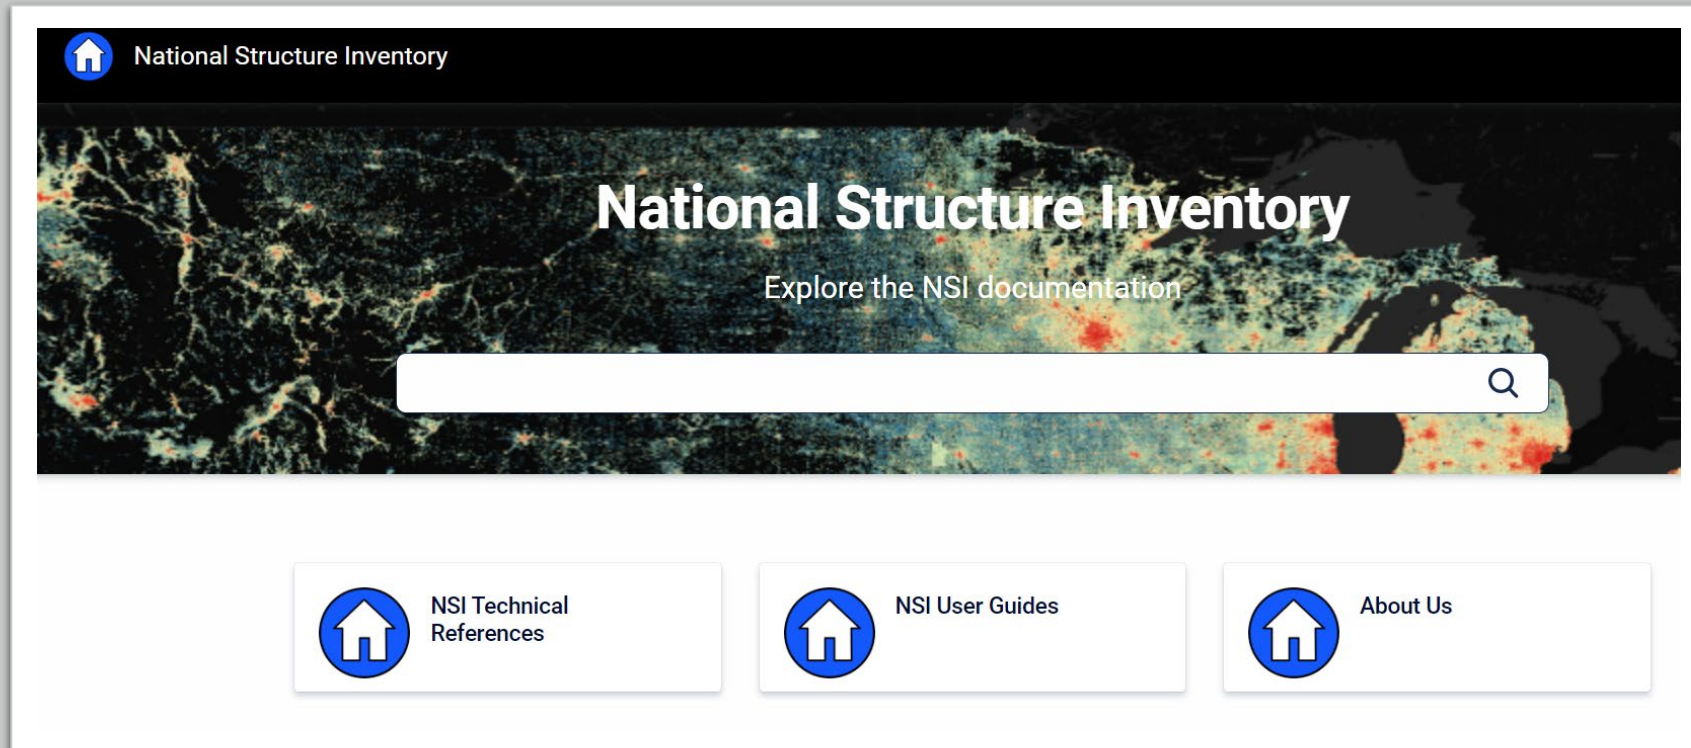 National Structure Inventory
National Structure Inventory
Explore the NSI documentation
NSI Technical
References
NSI User Guides
About Us